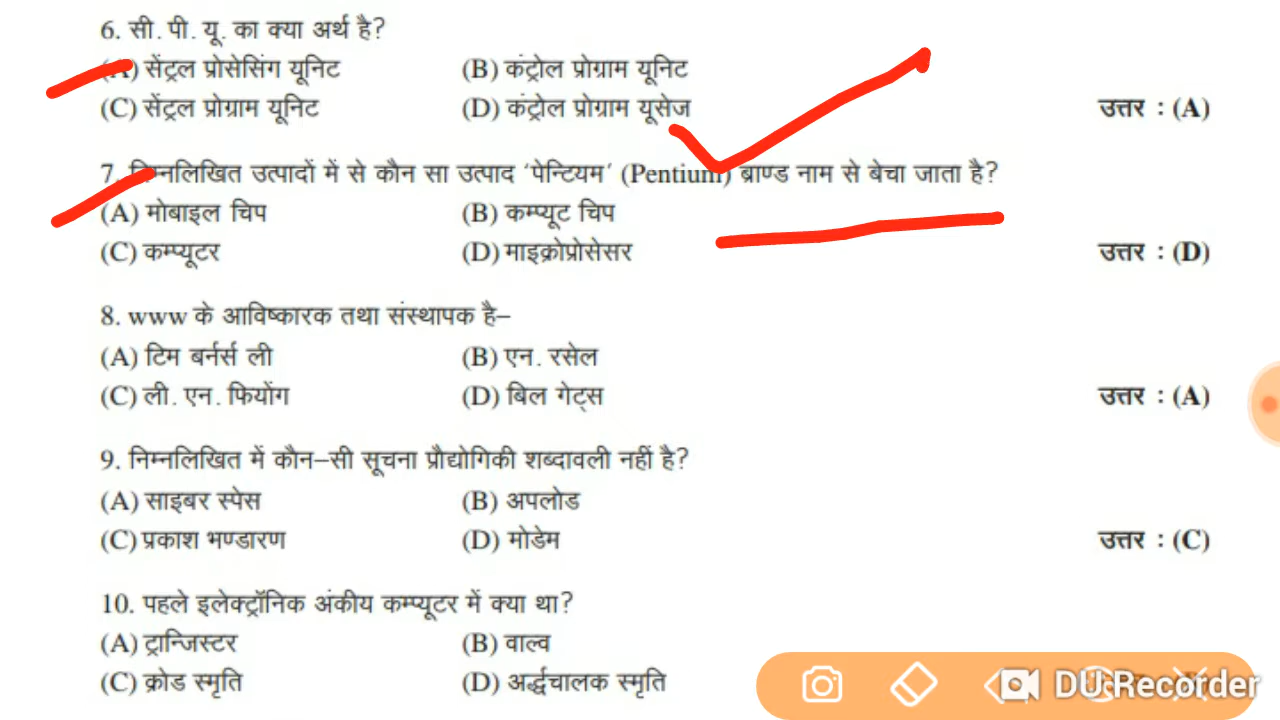 6. सी. पी. यू. का क्या अर्थ है?
(A) सेंट्रल प्रोसेसिंग यूनिट (B) कंट्रोल प्रोग्राम यूनिट
(C) सेंट्रल प्रोग्राम यूनिट (D) कंट्रोल प्रोग्राम यूसेज उत्तर : (A)
7. निम्नलिखित उत्पादों में से कौन सा उत्पाद ‘पेन्टियम‘ (Pentium) ब्राण्ड नाम से बेचा जाता है?
(A) मोबाइल चिप (B) कम्प्यूट चिप
(C) कम्प्यूटर (D) माइक्रोप्रोसेसर उत्तर : (D)
8. www के आविष्कारक तथा संस्थापक है–
(A) टिम बर्नर्स ली (B) एन. रसेल
(C) ली. एन. फियोंग (D) बिल गेट्स उत्तर : (A)
9. निम्नलिखित में कौन–सी सूचना प्रौद्योगिकी शब्दावली नहीं है?
(A) साइबर स्पेस (B) अपलोड
(C) प्रकाश भण्डारण (D) मोडेम उत्तर : (C)
10. पहले इलेक्ट्रॉनिक अंकीय कम्प्यूटर में क्या था?
(A) ट्रान्जिस्टर (B) वाल्व
(C) क्रोड स्मृति (D) अर्द्धचालक स्मृति
DU Recorder